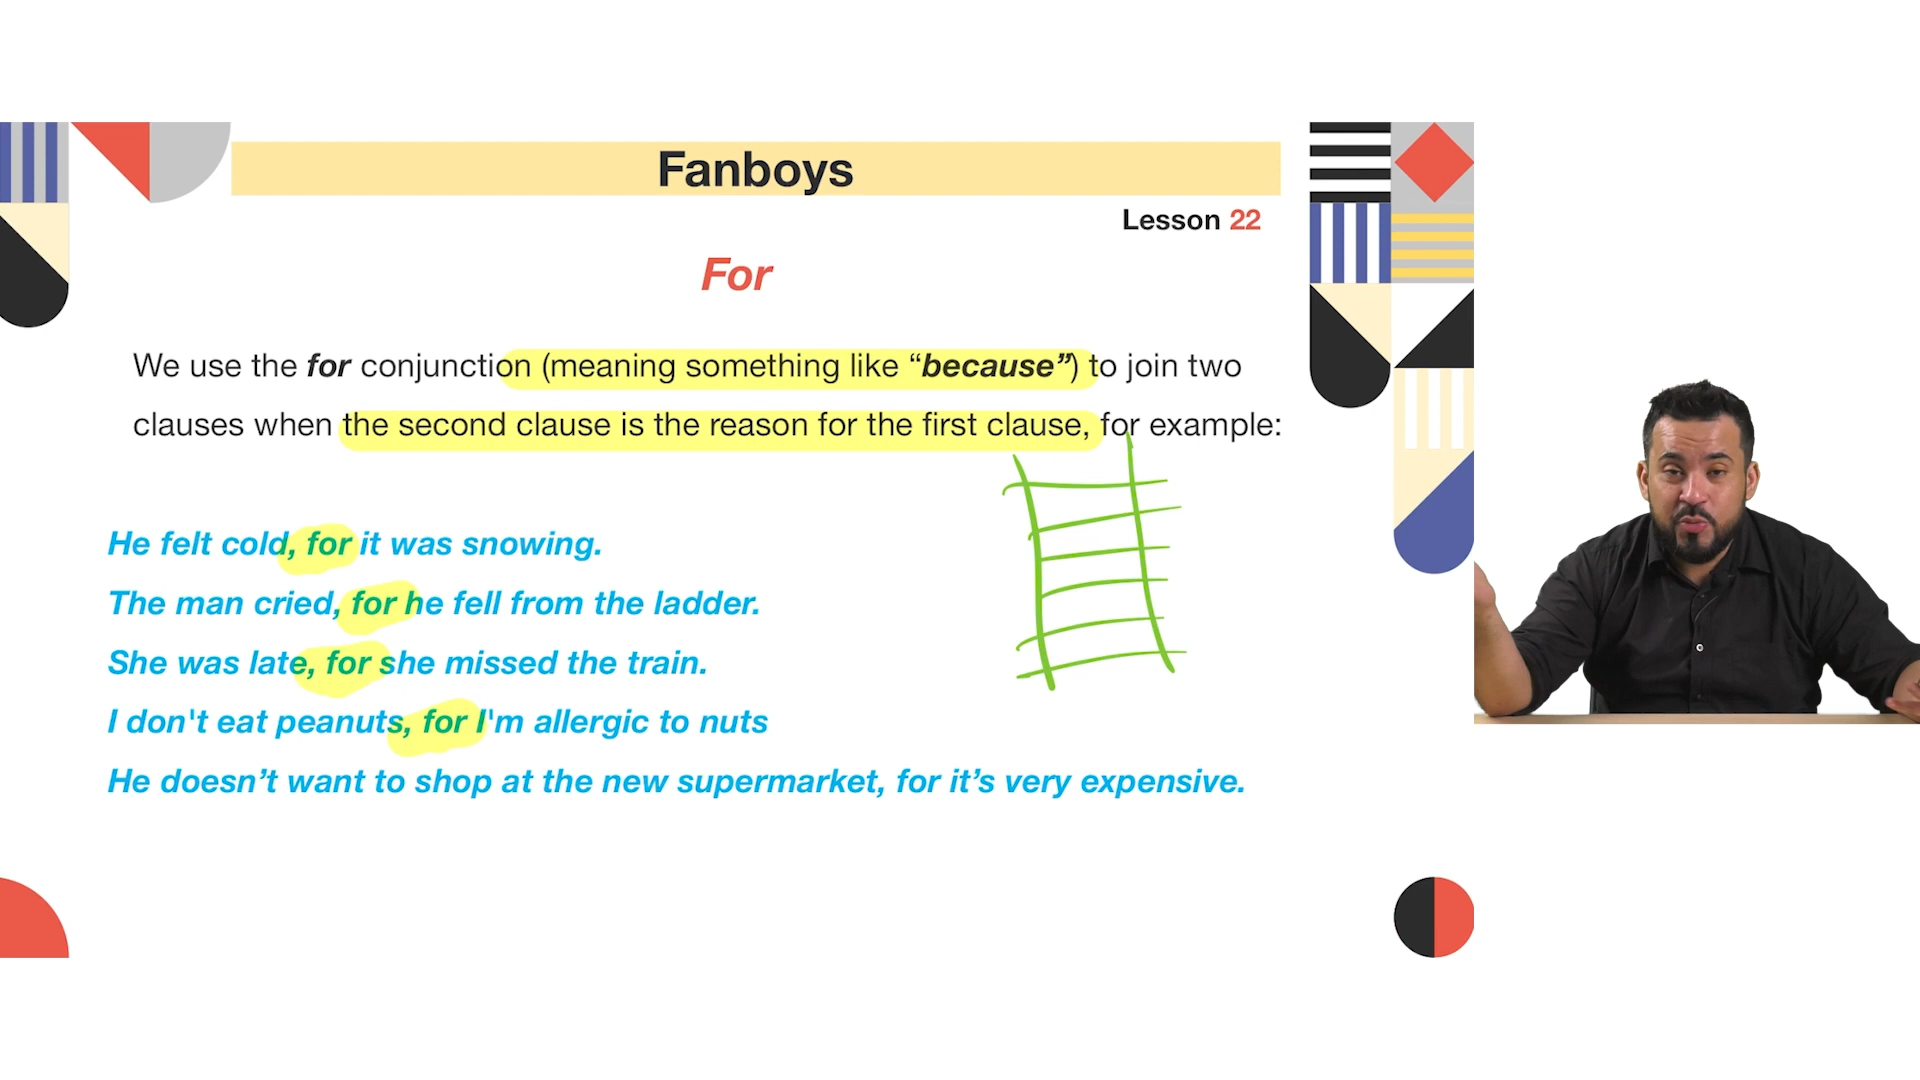 Fanboys
Lesson 22
For
We use the for conjunction (meaning something like “because”) to join two
clauses when the second clause is the reason for the first clause, for example:
He felt cold, for it was snowing.
The man cried, for he fell from the ladder.
She was late, for she missed the train.
I don't eat peanuts, for I'm allergic to nuts
He doesn’t want to shop at the new supermarket, for it’s very expensive.